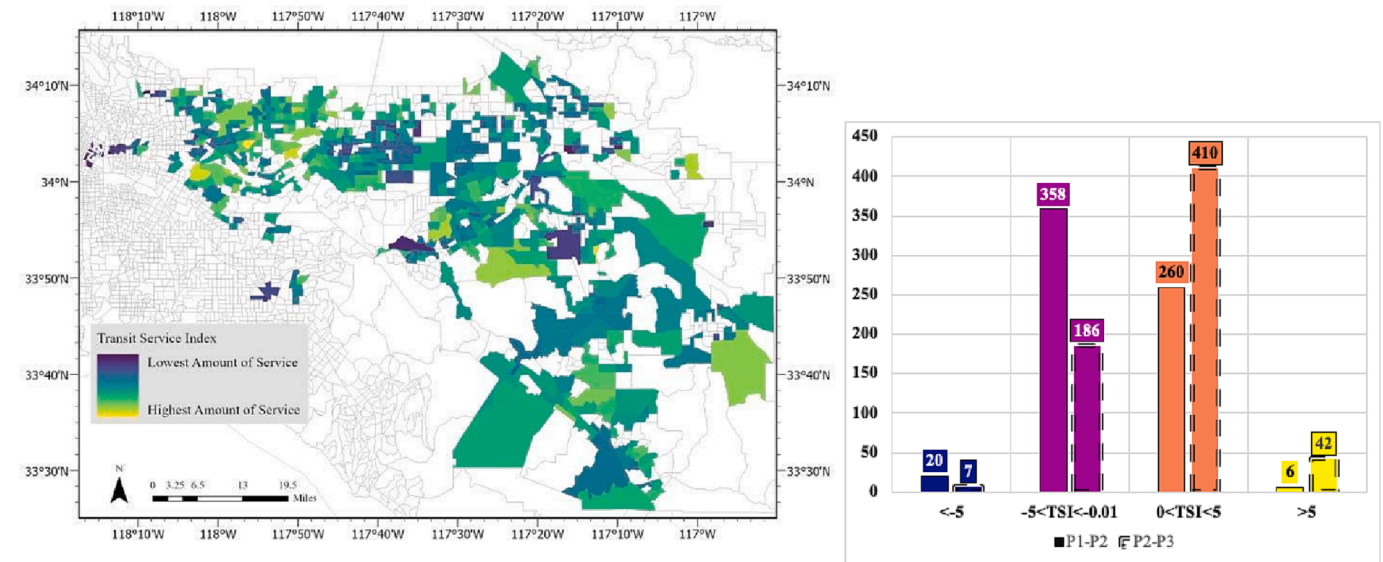 118°10'W 118°W 117°50'W 117°40'W 117°30'W 117°20'W 117°10'W 117°W
34°10'N 34°10'N
34°N 34°N
33°50'N 33°50'N
33°40'N 33°40'N
33°30'N 33°30'N
Transit Service Index
Lowest Amount of Service
Highest Amount of Service
N
0 3.25 6.5 13 19.5
Miles
118°10'W 118°W 117°50'W 117°40'W 117°30'W 117°20'W 117°10'W 117°W
450
400
350
300
250
200
150
100
50
0
20 7 358 186 260 410 6 42
<-5 -5<TSI<-0.01 0<TSI<5 >5
P1-P2 P2-P3